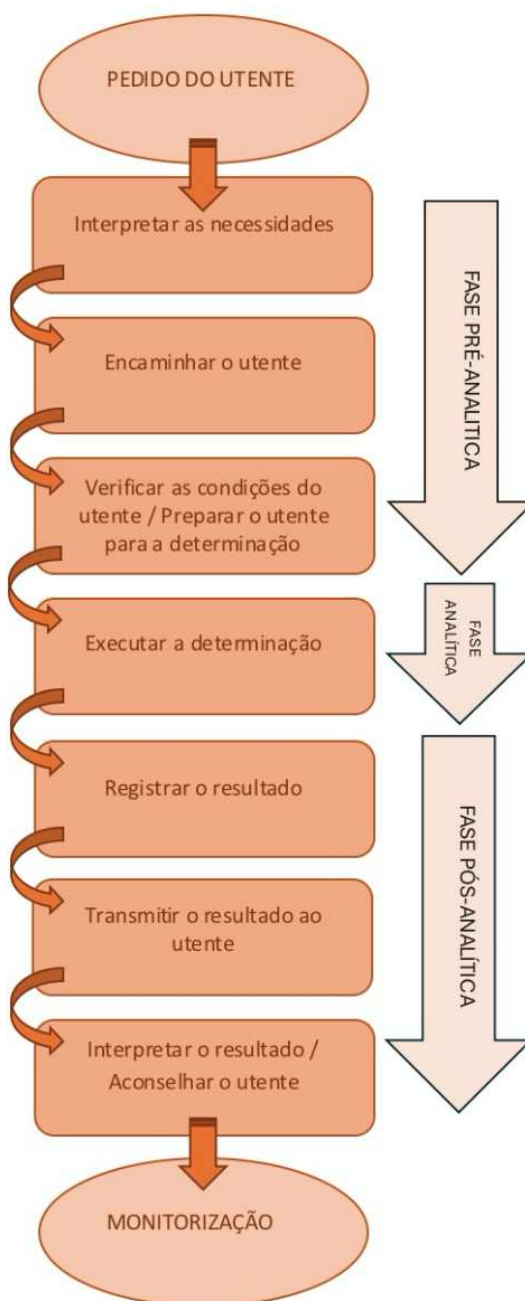 PEDIDO DO UTENTE
Interpretar as necessidades
Encaminhar o utente
Verificar as condições do
utente / Preparar o utente
para a determinação
Executar a determinação
Registrar o resultado
Transmitir o resultado ao
utente
Interpretar o resultado /
Aconselhar o utente
MONITORIZAÇÃO
FASE PRÉ-ANALITICA
FASE
ANALÍTICA
FASE PÓS-ANALÍTICA